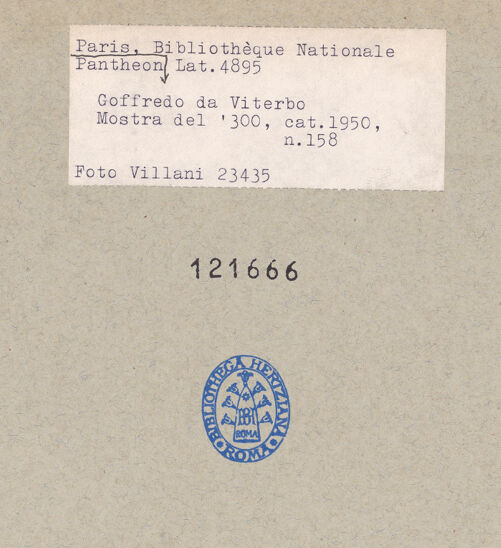 Paris, Bibliothèque Nationale
Pantheon Lat.4895
Goffredo da Viterbo
Mostra del '300, cat.1950,
n.158
Foto Villani 23435
121666
BIBLIOTHECA HERTZIANA
ROMA
ROMA